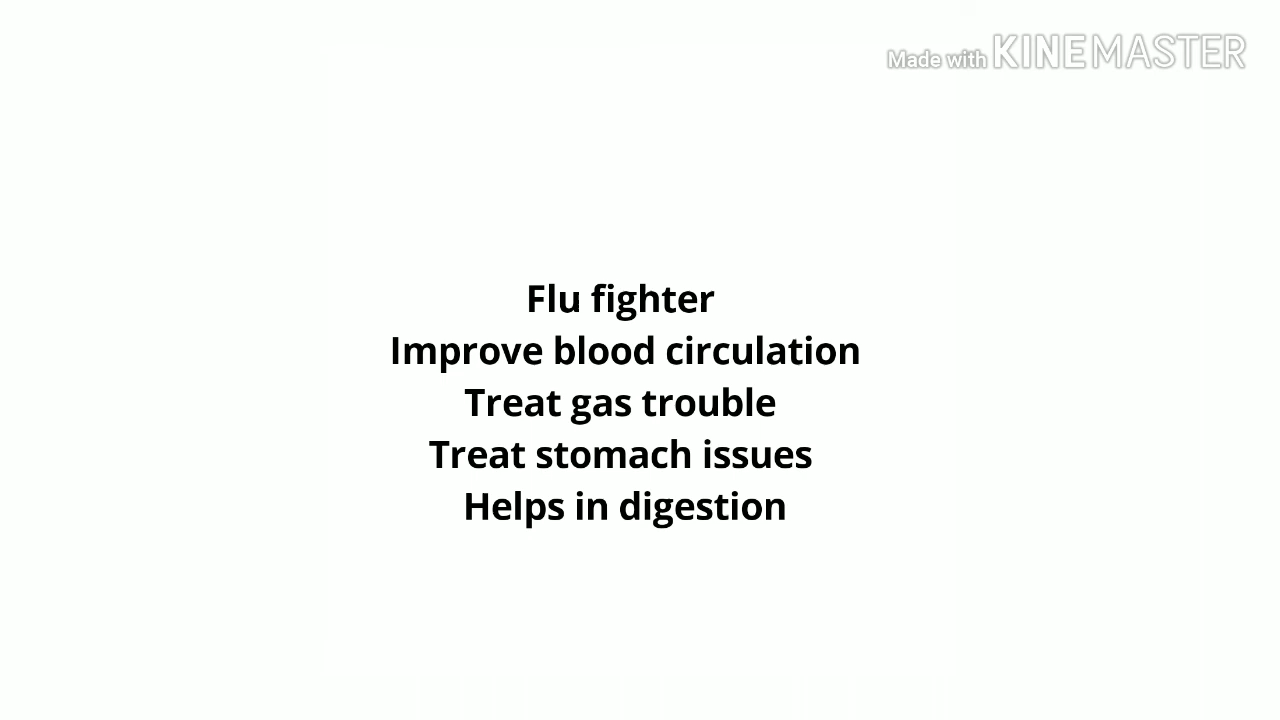 Made with KINEMASTER
Flu fighter
Improve blood circulation
Treat gas trouble
Treat stomach issues
Helps in digestion